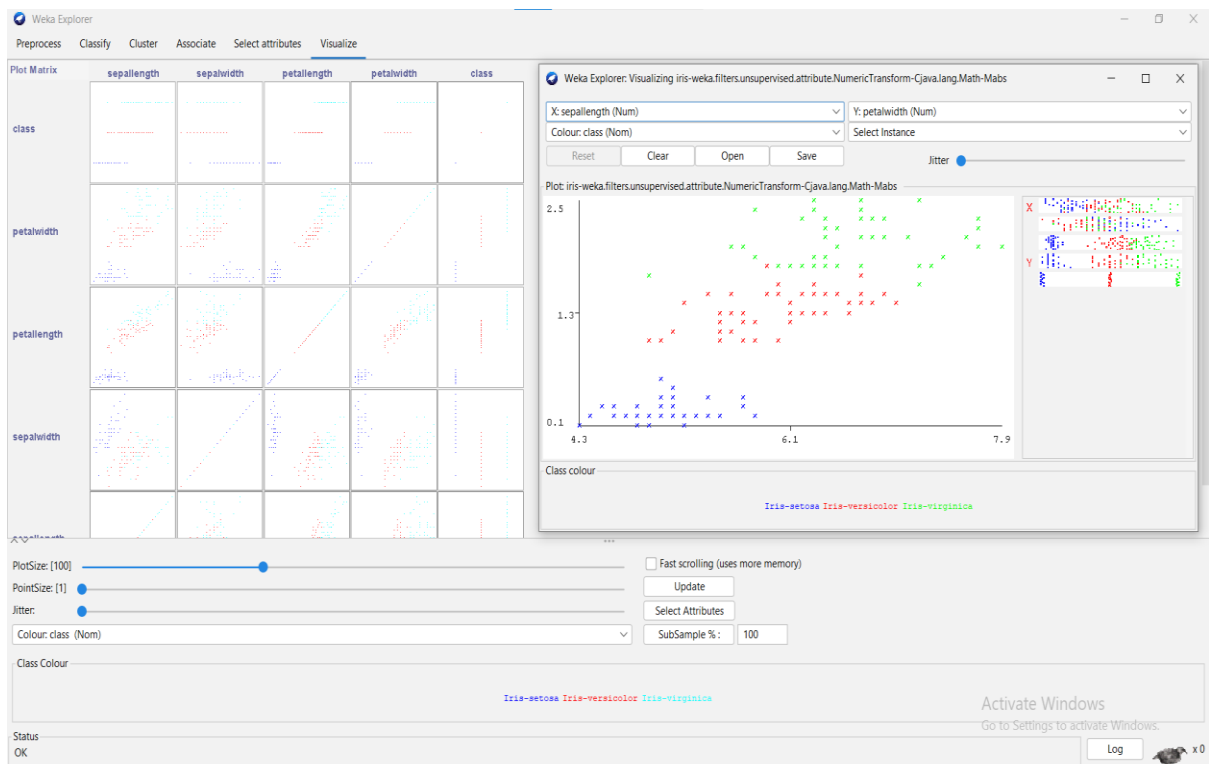 Weka Explorer
Preprocess Classify Cluster Associate Select attributes Visualize
Plot Matrix sepallength sepalwidth petallength petalwidth class
class
petalwidth
petallength
sepalwidth
sepallength
Weka Explorer: Visualizing iris-weka.filters.unsupervised.attribute.NumericTransform-Cjava.lang.Math-Mabs
X: sepallength (Num) Y: petalwidth (Num)
Colour: class (Nom) Select Instance
Reset Clear Open Save Jitter
Plot: iris-weka.filters.unsupervised.attribute.NumericTransform-Cjava.lang.Math-Mabs
2.5
1.3
0.1
4.3 6.1 7.9
X
Y
Class colour
Iris-setosa Iris-versicolor Iris-virginica
PlotSize: [100] Fast scrolling (uses more memory)
PointSize: [1] Update
Jitter: Select Attributes
Colour: class (Nom) SubSample % : 100
Class Colour
Iris-setosa Iris-versicolor Iris-virginica
Activate Windows
Go to Settings to activate Windows.
Status
OK Log x 0